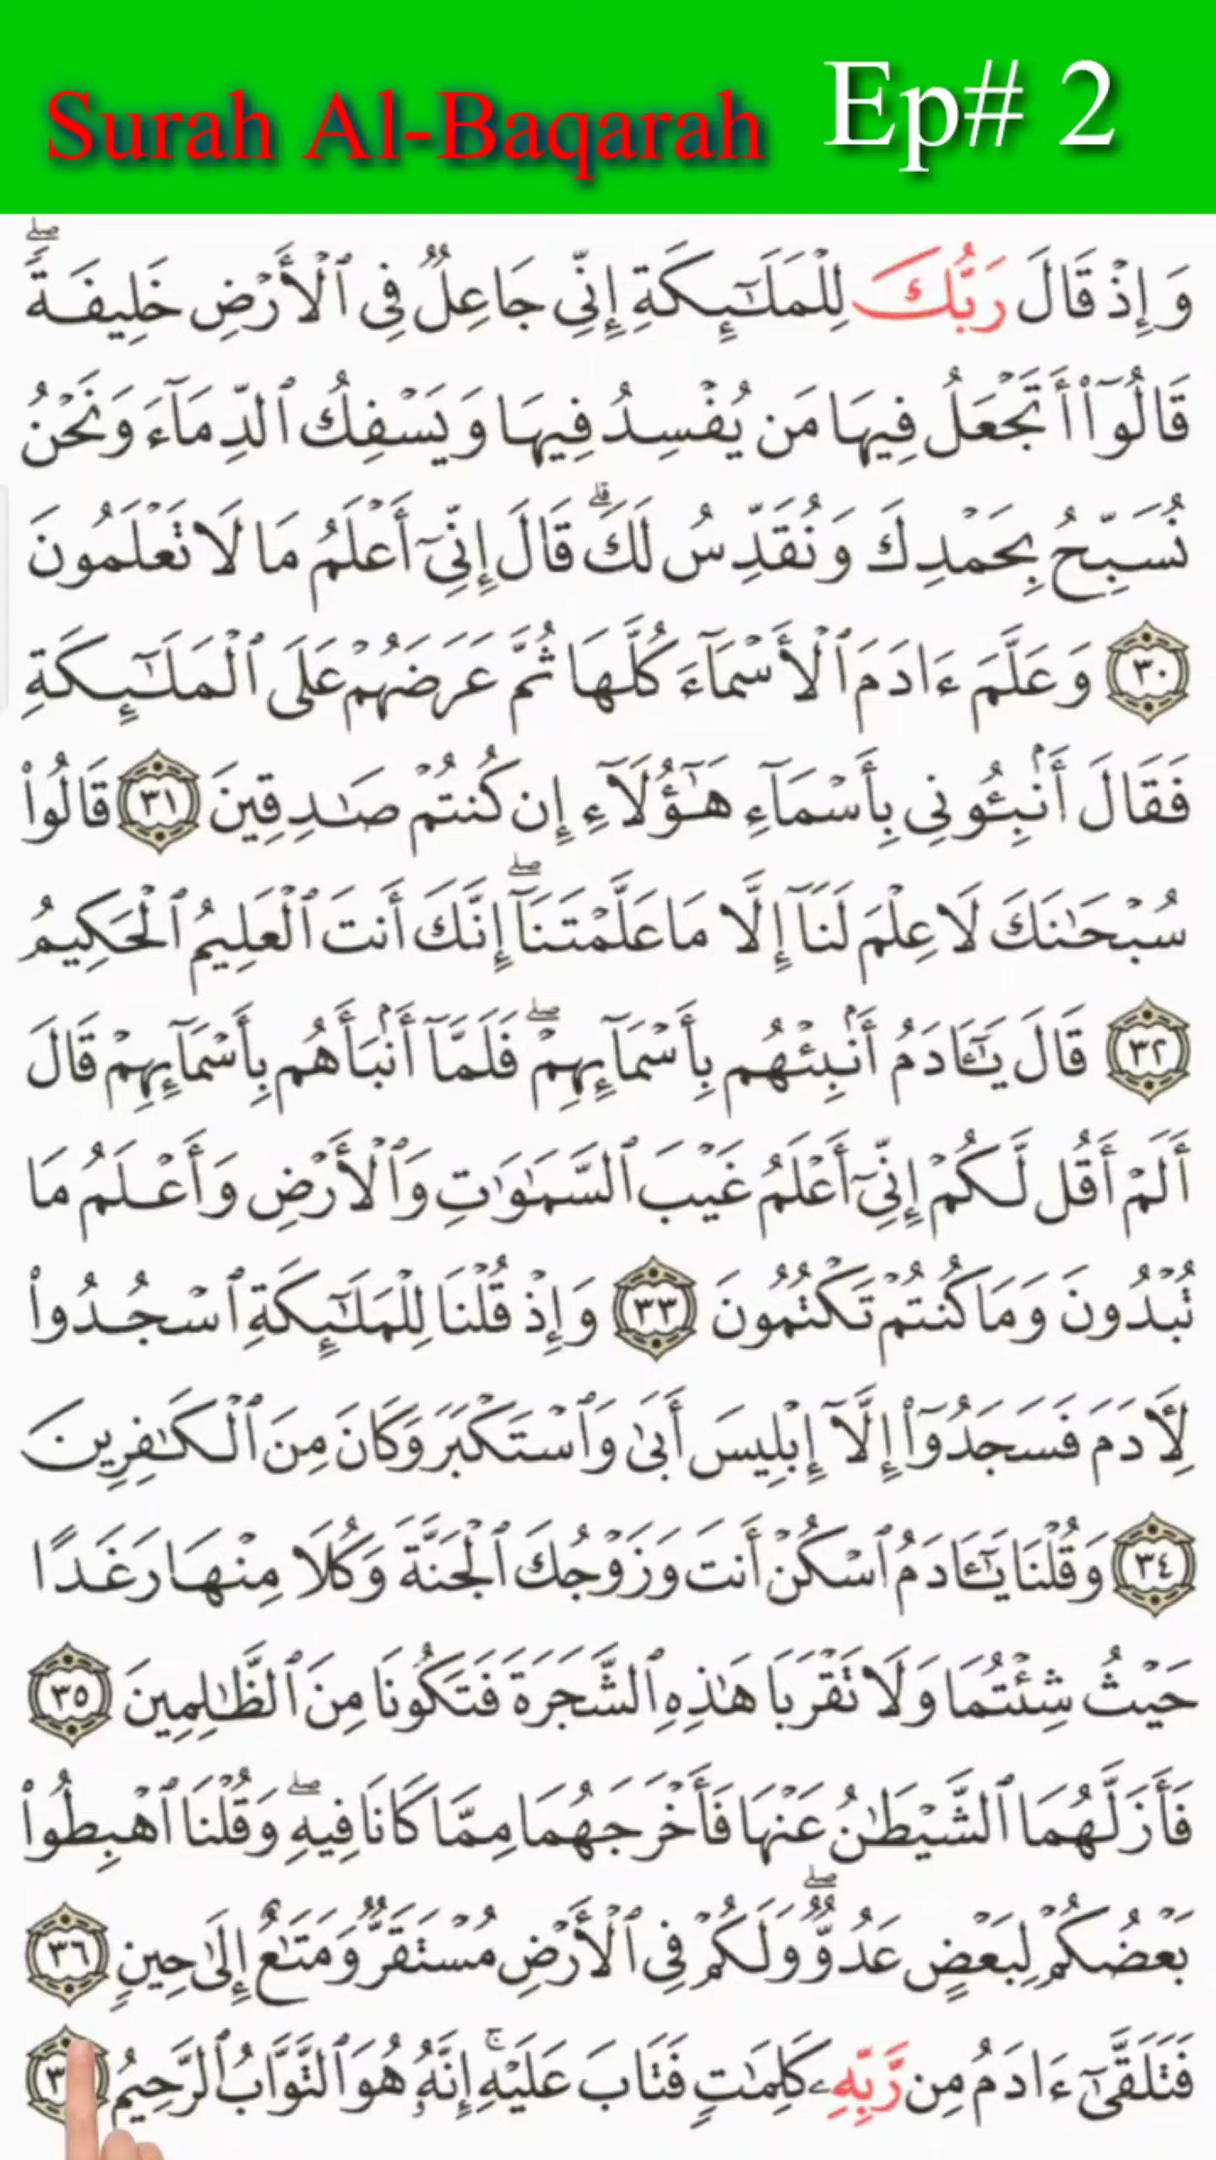 Surah Al-Baqarah Ep# 2
وَإِذْ قَالَ رَبُّكَ لِلْمَلَـٰٓئِكَةِ إِنِّى جَاعِلٌ فِى ٱلْأَرْضِ خَلِيفَةً ۖ
قَالُوٓا۟ أَتَجْعَلُ فِيهَا مَن يُفْسِدُ فِيهَا وَيَسْفِكُ ٱلدِّمَآءَ وَنَحْنُ
نُسَبِّحُ بِحَمْدِكَ وَنُقَدِّسُ لَكَ ۖ قَالَ إِنِّىٓ أَعْلَمُ مَا لَا تَعْلَمُونَ
٣٠ وَعَلَّمَ ءَادَمَ ٱلْأَسْمَآءَ كُلَّهَا ثُمَّ عَرَضَهُمْ عَلَى ٱلْمَلَـٰٓئِكَةِ
فَقَالَ أَنۢبِـُٔونِى بِأَسْمَآءِ هَـٰٓؤُلَآءِ إِن كُنتُمْ صَـٰدِقِينَ ٣١ قَالُوا۟
سُبْحَـٰنَكَ لَا عِلْمَ لَنَآ إِلَّا مَا عَلَّمْتَنَآ ۖ إِنَّكَ أَنتَ ٱلْعَلِيمُ ٱلْحَكِيمُ
٣٢ قَالَ يَـٰٓـَٔادَمُ أَنۢبِئْهُم بِأَسْمَآئِهِمْ ۖ فَلَمَّآ أَنۢبَأَهُم بِأَسْمَآئِهِمْ قَالَ
أَلَمْ أَقُل لَّكُمْ إِنِّىٓ أَعْلَمُ غَيْبَ ٱلسَّمَـٰوَٰتِ وَٱلْأَرْضِ وَأَعْلَمُ مَا
تُبْدُونَ وَمَا كُنتُمْ تَكْتُمُونَ ٣٣ وَإِذْ قُلْنَا لِلْمَلَـٰٓئِكَةِ ٱسْجُدُوا۟
لِـَٔادَمَ فَسَجَدُوٓا۟ إِلَّآ إِبْلِيسَ أَبَىٰ وَٱسْتَكْبَرَ وَكَانَ مِنَ ٱلْكَـٰفِرِينَ
٣٤ وَقُلْنَا يَـٰٓـَٔادَمُ ٱسْكُنْ أَنتَ وَزَوْجُكَ ٱلْجَنَّةَ وَكُلَا مِنْهَا رَغَدًا
حَيْثُ شِئْتُمَا وَلَا تَقْرَبَا هَـٰذِهِ ٱلشَّجَرَةَ فَتَكُونَا مِنَ ٱلظَّـٰلِمِينَ ٣٥
فَأَزَلَّهُمَا ٱلشَّيْطَـٰنُ عَنْهَا فَأَخْرَجَهُمَا مِمَّا كَانَا فِيهِ ۖ وَقُلْنَا ٱهْبِطُوا۟
بَعْضُكُمْ لِبَعْضٍ عَدُوٌّ ۖ وَلَكُمْ فِى ٱلْأَرْضِ مُسْتَقَرٌّ وَمَتَـٰعٌ إِلَىٰ حِينٍ ٣٦
فَتَلَقَّىٰٓ ءَادَمُ مِن رَّبِّهِۦ كَلِمَـٰتٍ فَتَابَ عَلَيْهِ ۚ إِنَّهُۥ هُوَ ٱلتَّوَّابُ ٱلرَّحِيمُ